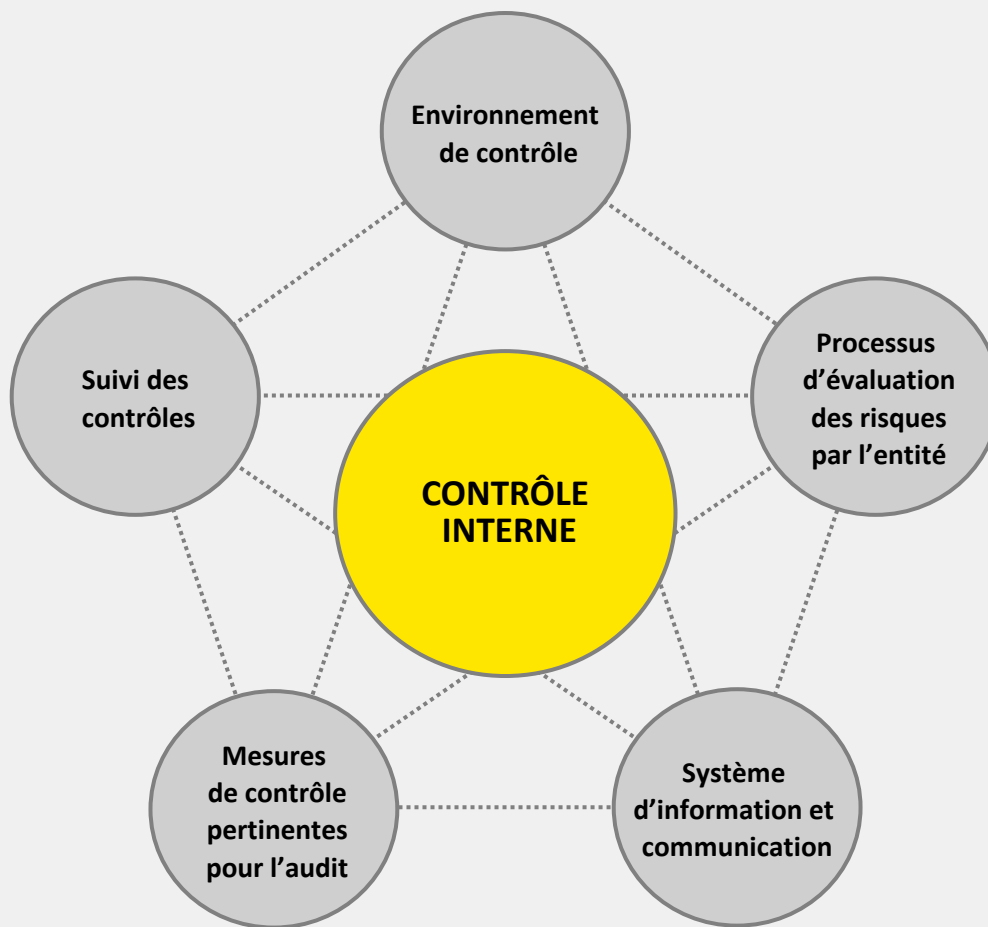 Environnement
de contrôle
Suivi des
contrôles
Processus
d’évaluation
des risques
par l’entité
CONTRÔLE
INTERNE
Mesures
de contrôle
pertinentes
pour l’audit
Système
d’information et
communication